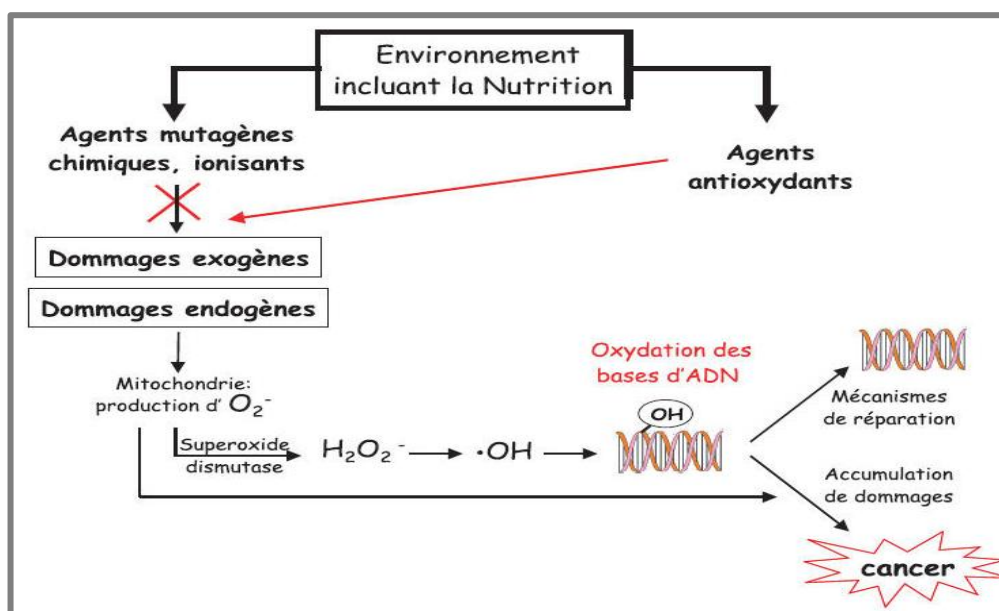 Environnement
incluant la Nutrition
Agents mutagènes
chimiques, ionisants
Agents
antioxydants
Dommages exogènes
Dommages endogènes
Mitochondrie:
production d' O₂⁻
Superoxide
dismutase
H₂O₂⁻
·OH
Oxydation des
bases d'ADN
OH
Mécanismes
de réparation
Accumulation
de dommages
cancer